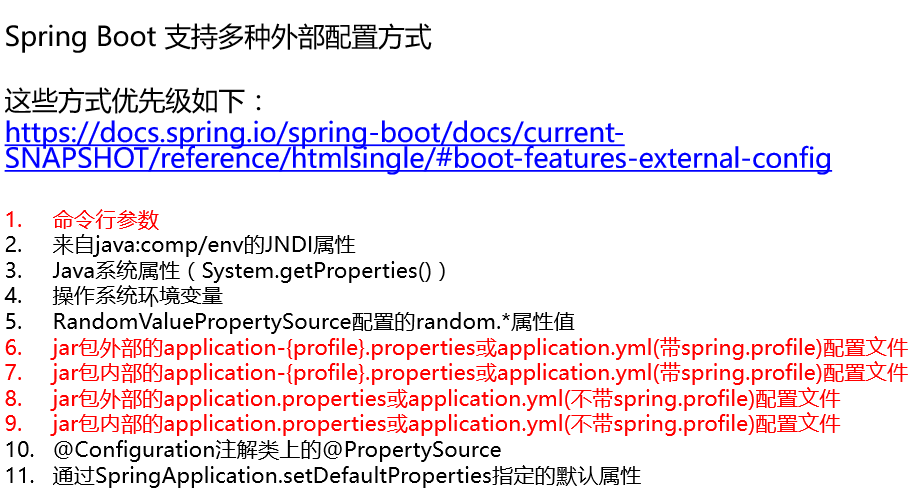 Spring Boot 支持多种外部配置方式
这些方式优先级如下：
https://docs.spring.io/spring-boot/docs/current-
SNAPSHOT/reference/htmlsingle/#boot-features-external-config
1. 命令行参数
2. 来自java:comp/env的JNDI属性
3. Java系统属性（System.getProperties()）
4. 操作系统环境变量
5. RandomValuePropertySource配置的random.*属性值
6. jar包外部的application-{profile}.properties或application.yml(带spring.profile)配置文件
7. jar包内部的application-{profile}.properties或application.yml(带spring.profile)配置文件
8. jar包外部的application.properties或application.yml(不带spring.profile)配置文件
9. jar包内部的application.properties或application.yml(不带spring.profile)配置文件
10. @Configuration注解类上的@PropertySource
11. 通过SpringApplication.setDefaultProperties指定的默认属性